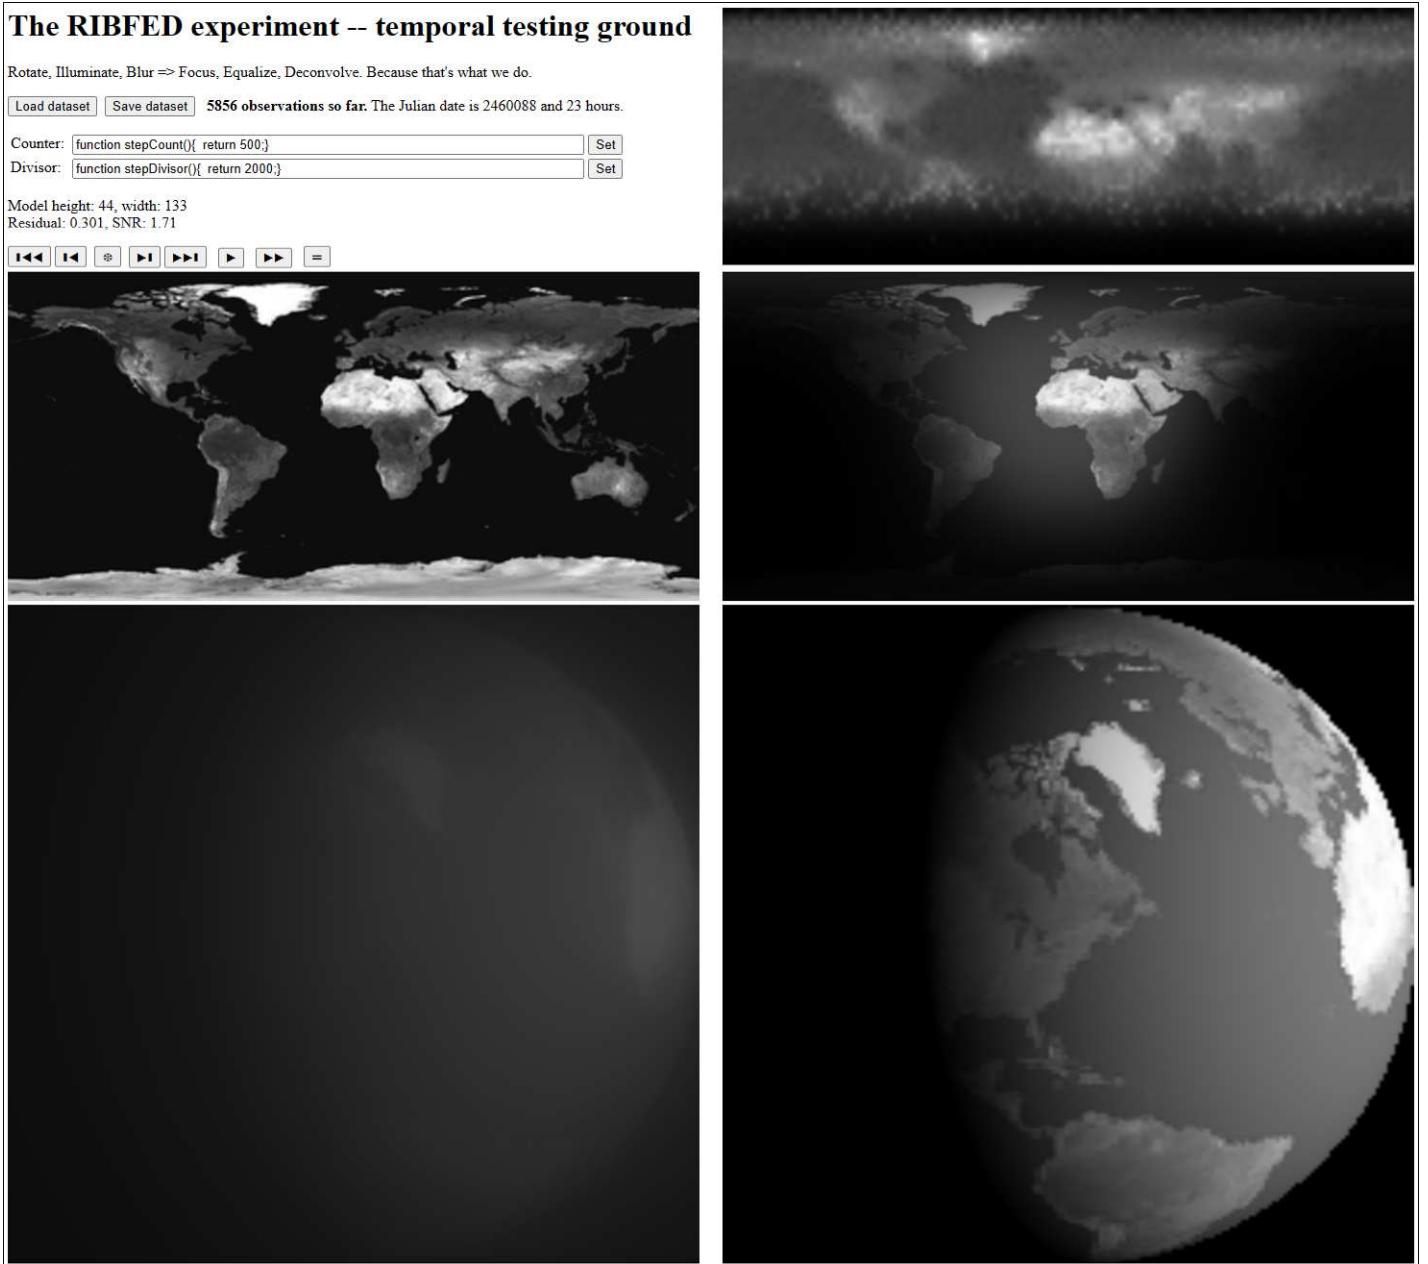 The RIBFED experiment -- temporal testing ground
Rotate, Illuminate, Blur => Focus, Equalize, Deconvolve. Because that's what we do.
Load dataset Save dataset 5856 observations so far. The Julian date is 2460088 and 23 hours.
Counter: function stepCount(){ return 500;} Set
Divisor: function stepDivisor(){ return 2000;} Set
Model height: 44, width: 133
Residual: 0.301, SNR: 1.71